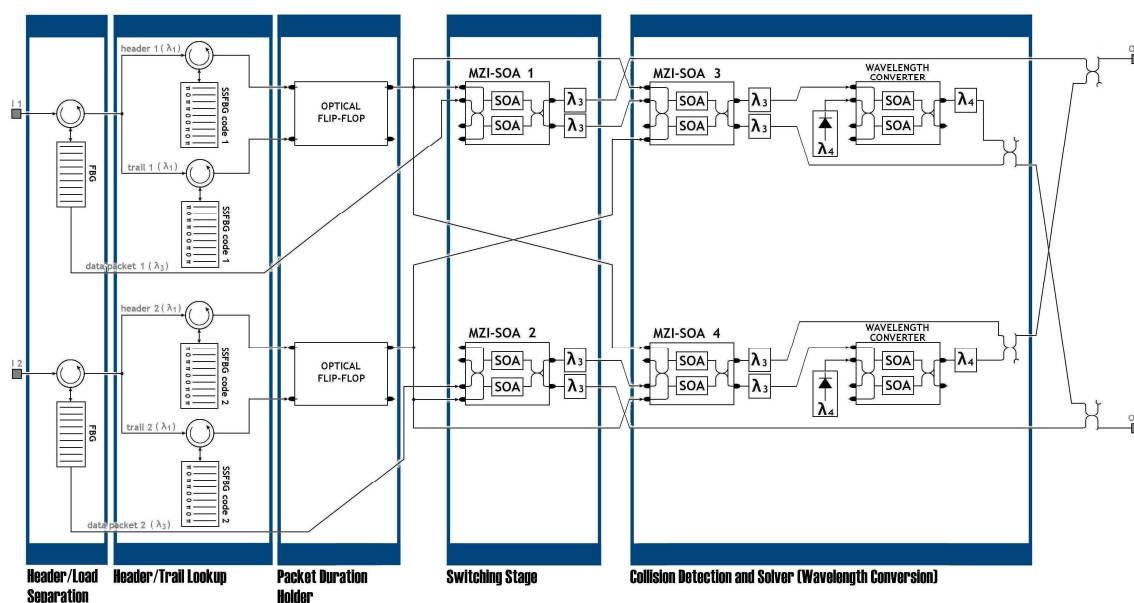 I 1
header 1 (λ1)
SSFBG code 1
FBG
trail 1 (λ1)
SSFBG code 1
data packet 1 (λ3)
OPTICAL
FLIP-FLOP
MZI-SOA 1
SOA
SOA
λ3
λ3
MZI-SOA 3
SOA
SOA
λ3
λ3
WAVELENGTH
CONVERTER
SOA
SOA
λ4
λ4
O
I 2
header 2 (λ1)
SSFBG code 2
FBG
trail 2 (λ1)
SSFBG code 2
data packet 2 (λ3)
OPTICAL
FLIP-FLOP
MZI-SOA 2
SOA
SOA
λ3
λ3
MZI-SOA 4
SOA
SOA
λ3
λ3
WAVELENGTH
CONVERTER
SOA
SOA
λ4
λ4
O
Header/Load
Separation
Header/Trail Lookup
Packet Duration
Holder
Switching Stage
Collision Detection and Solver (Wavelength Conversion)